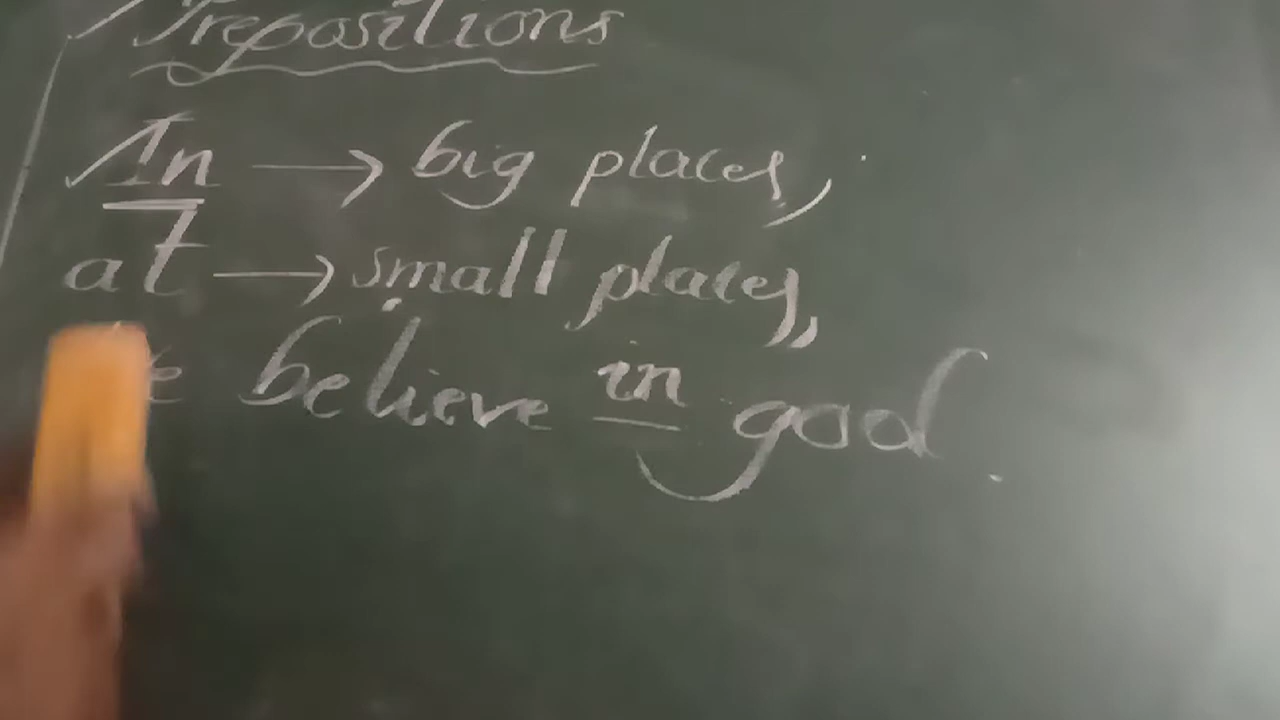 Prepositions
In → big places,
at → small places,
believe in god.